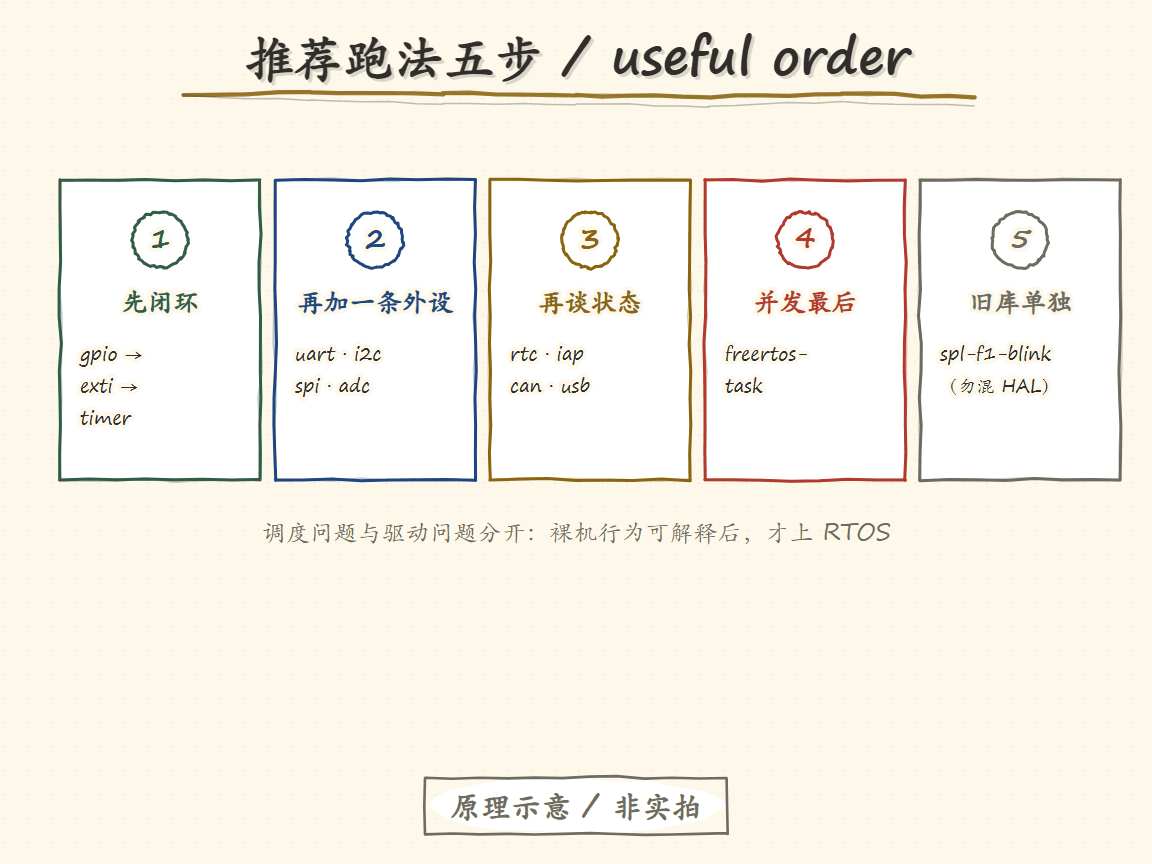 推荐跑法五步 / useful order
1
先闭环
gpio →
exti →
timer
2
再加一条外设
uart · i2c
spi · adc
3
再谈状态
rtc · iap
can · usb
4
并发最后
freertos-
task
5
旧库单独
spl-f1-blink
（勿混 HAL）
调度问题与驱动问题分开：裸机行为可解释后，才上 RTOS
原理示意 / 非实拍